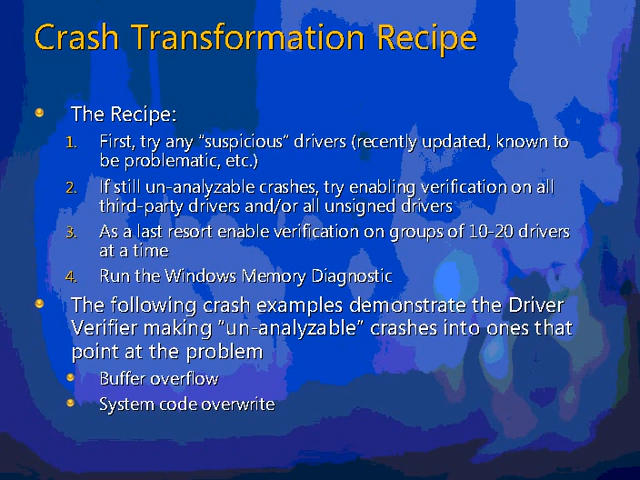 Crash Transformation Recipe
The Recipe:
1. First, try any “suspicious” drivers (recently updated, known to
be problematic, etc.)
2. If still un-analyzable crashes, try enabling verification on all
third-party drivers and/or all unsigned drivers
3. As a last resort enable verification on groups of 10-20 drivers
at a time
4. Run the Windows Memory Diagnostic
The following crash examples demonstrate the Driver
Verifier making “un-analyzable” crashes into ones that
point at the problem
Buffer overflow
System code overwrite